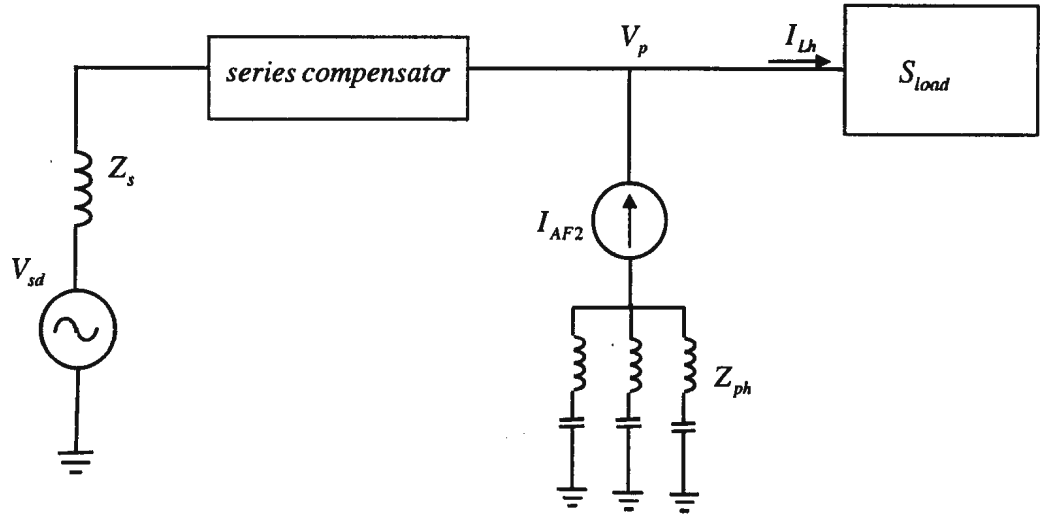 series compensator
V_p
I_Lh
S_load
Z_s
V_sd
I_AF2
Z_ph